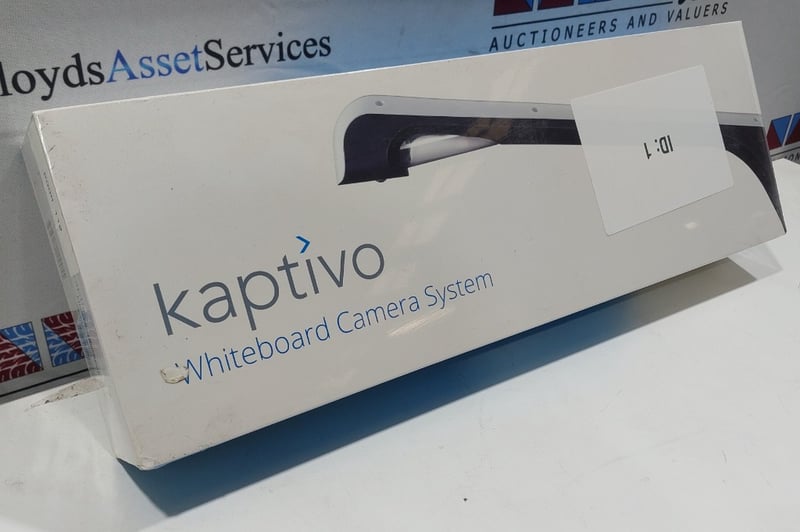 loydsAssetServices
AUCTIONEERS AND VALUERS
ID: 1
kaptivo
Whiteboard Camera System